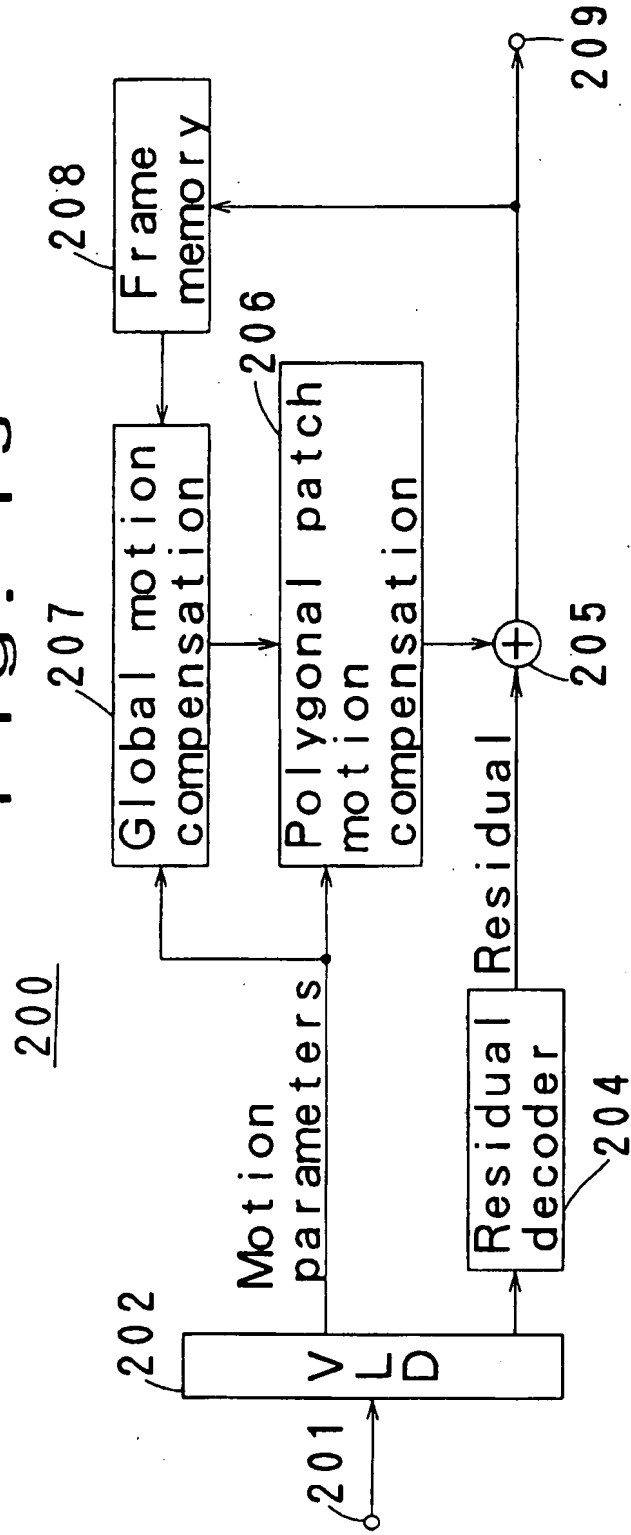 200
201
202
VLD
Motion
parameters
207
Global motion
compensation
208
Frame
memory
206
Polygonal patch
motion
compensation
Residual
decoder
204
Residual
+
205
209